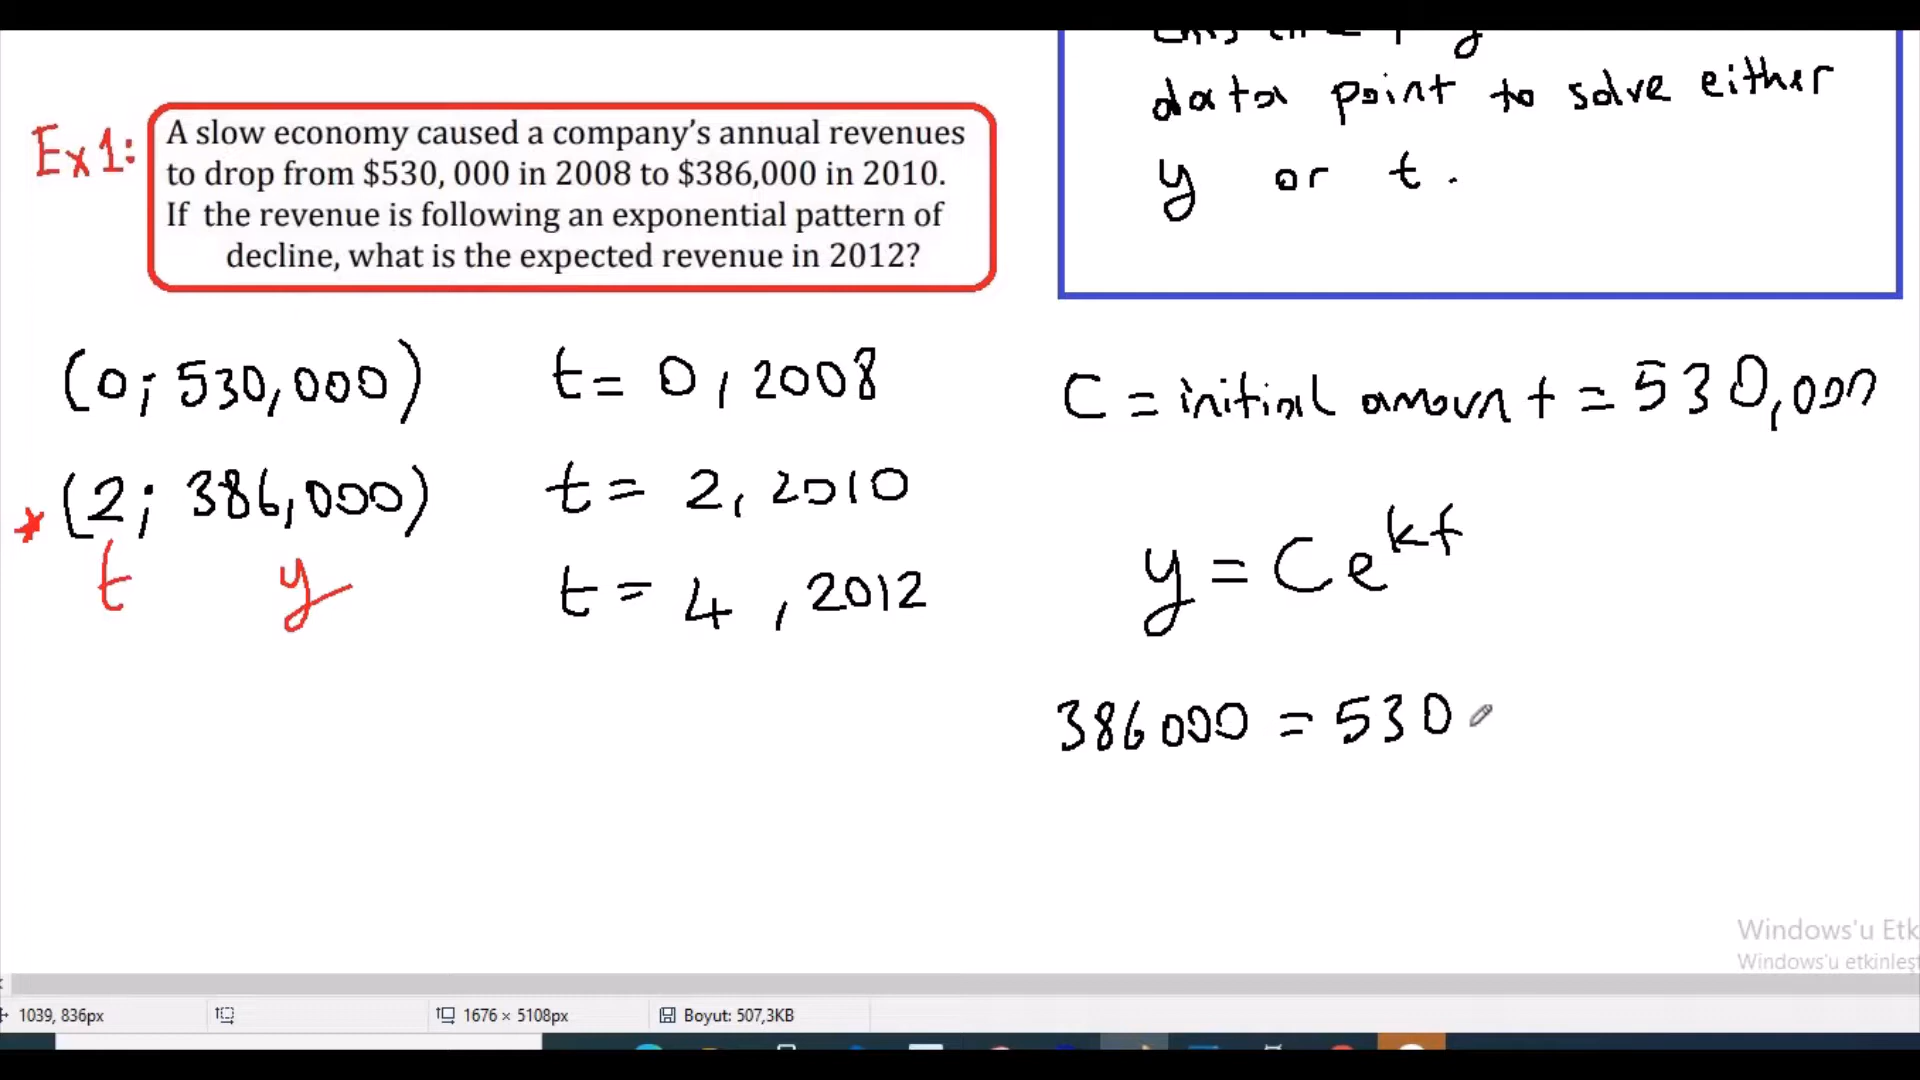 data point to solve either
y or t.
Ex1:
A slow economy caused a company's annual revenues
to drop from $530, 000 in 2008 to $386,000 in 2010.
If the revenue is following an exponential pattern of
decline, what is the expected revenue in 2012?
(0; 530,000)
t = 0, 2008
C = initial amount = 530,000
* (2; 386,000)
t = 2, 2010
t y
t = 4, 2012
y = Ce^kt
386000 = 530
Windows'u Etk
Windows'u etkinleşt
1039, 836px
1676 × 5108px
Boyut: 507,3KB